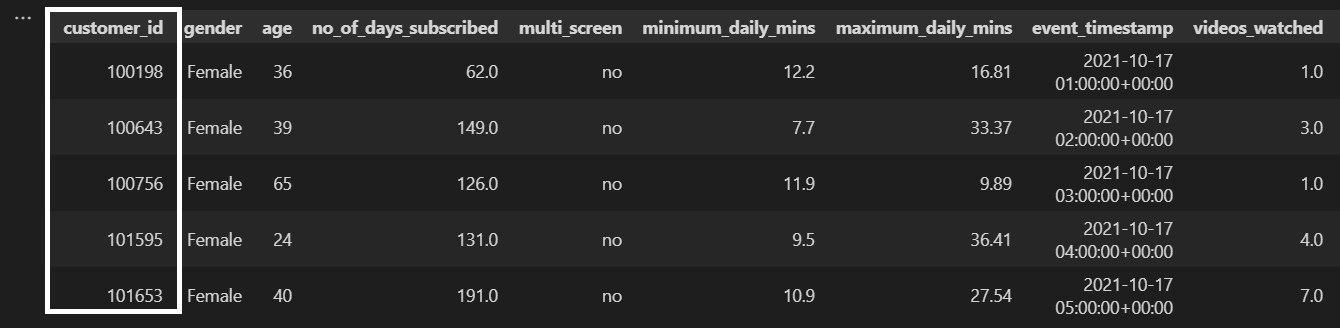 ...
customer_id gender age no_of_days_subscribed multi_screen minimum_daily_mins maximum_daily_mins event_timestamp videos_watched
100198 Female 36 62.0 no 12.2 16.81 2021-10-17 01:00:00+00:00 1.0
100643 Female 39 149.0 no 7.7 33.37 2021-10-17 02:00:00+00:00 3.0
100756 Female 65 126.0 no 11.9 9.89 2021-10-17 03:00:00+00:00 1.0
101595 Female 24 131.0 no 9.5 36.41 2021-10-17 04:00:00+00:00 4.0
101653 Female 40 191.0 no 10.9 27.54 2021-10-17 05:00:00+00:00 7.0